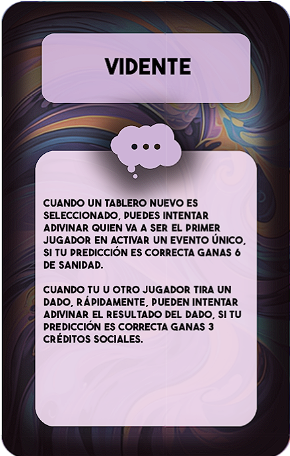 VIDENTE
CUANDO UN TABLERO NUEVO ES
SELECCIONADO, PUEDES INTENTAR
ADIVINAR QUIEN VA A SER EL PRIMER
JUGADOR EN ACTIVAR UN EVENTO ÚNICO,
SI TU PREDICCIÓN ES CORRECTA GANAS 6
DE SANIDAD.
CUANDO TU U OTRO JUGADOR TIRA UN
DADO, RÁPIDAMENTE, PUEDEN INTENTAR
ADIVINAR EL RESULTADO DEL DADO, SI TU
PREDICCIÓN ES CORRECTA GANAS 3
CRÉDITOS SOCIALES.